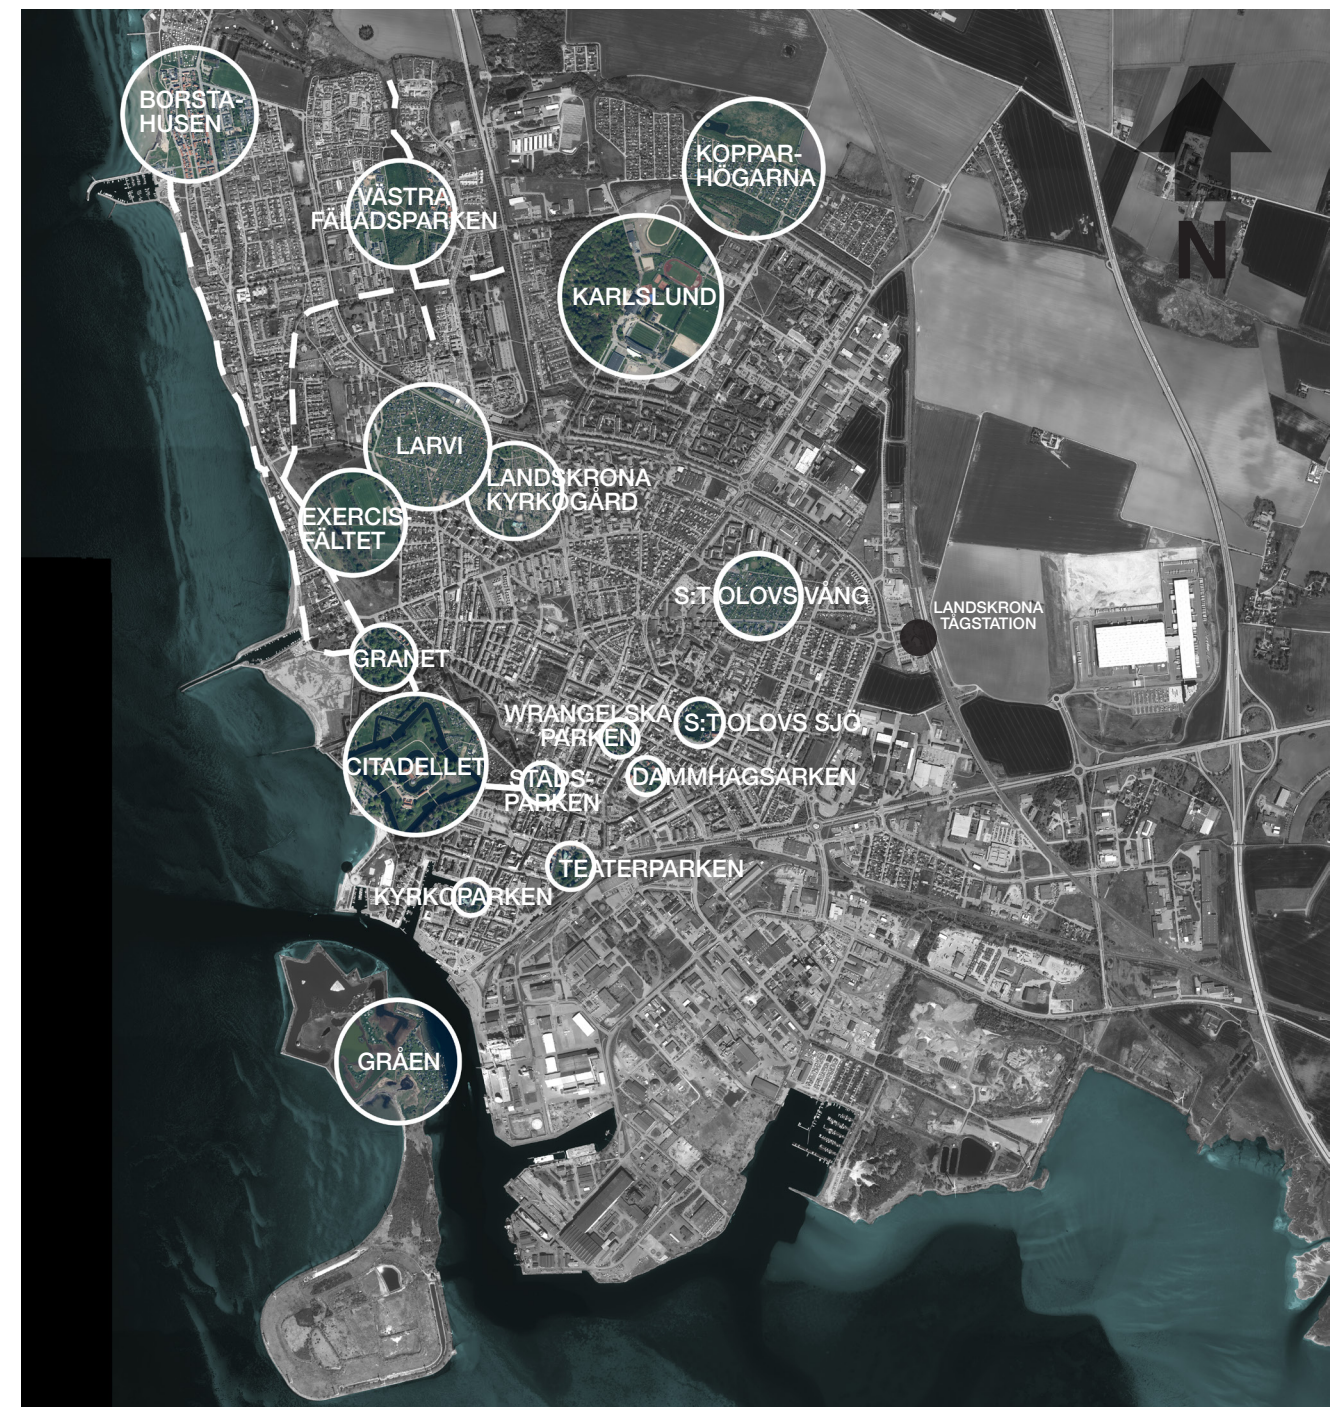 BORSTA-
HUSEN
KOPPAR-
HÖGARNA
VÄSTRA
FÄLADSPARKEN
N
KARLSLUND
LARVI
LANDSKRONA
KYRKOGÅRD
EXERCIS-
FÄLTET
S:T OLOVS VÅNG
LANDSKRONA
TÅGSTATION
GRANET
WRANGELSKA
PARKEN
S:T OLOVS SJÖ
CITADELLET
STADS-
PARKEN
DAMMHAGSARKEN
TEATERPARKEN
KYRKOPARKEN
GRÅEN